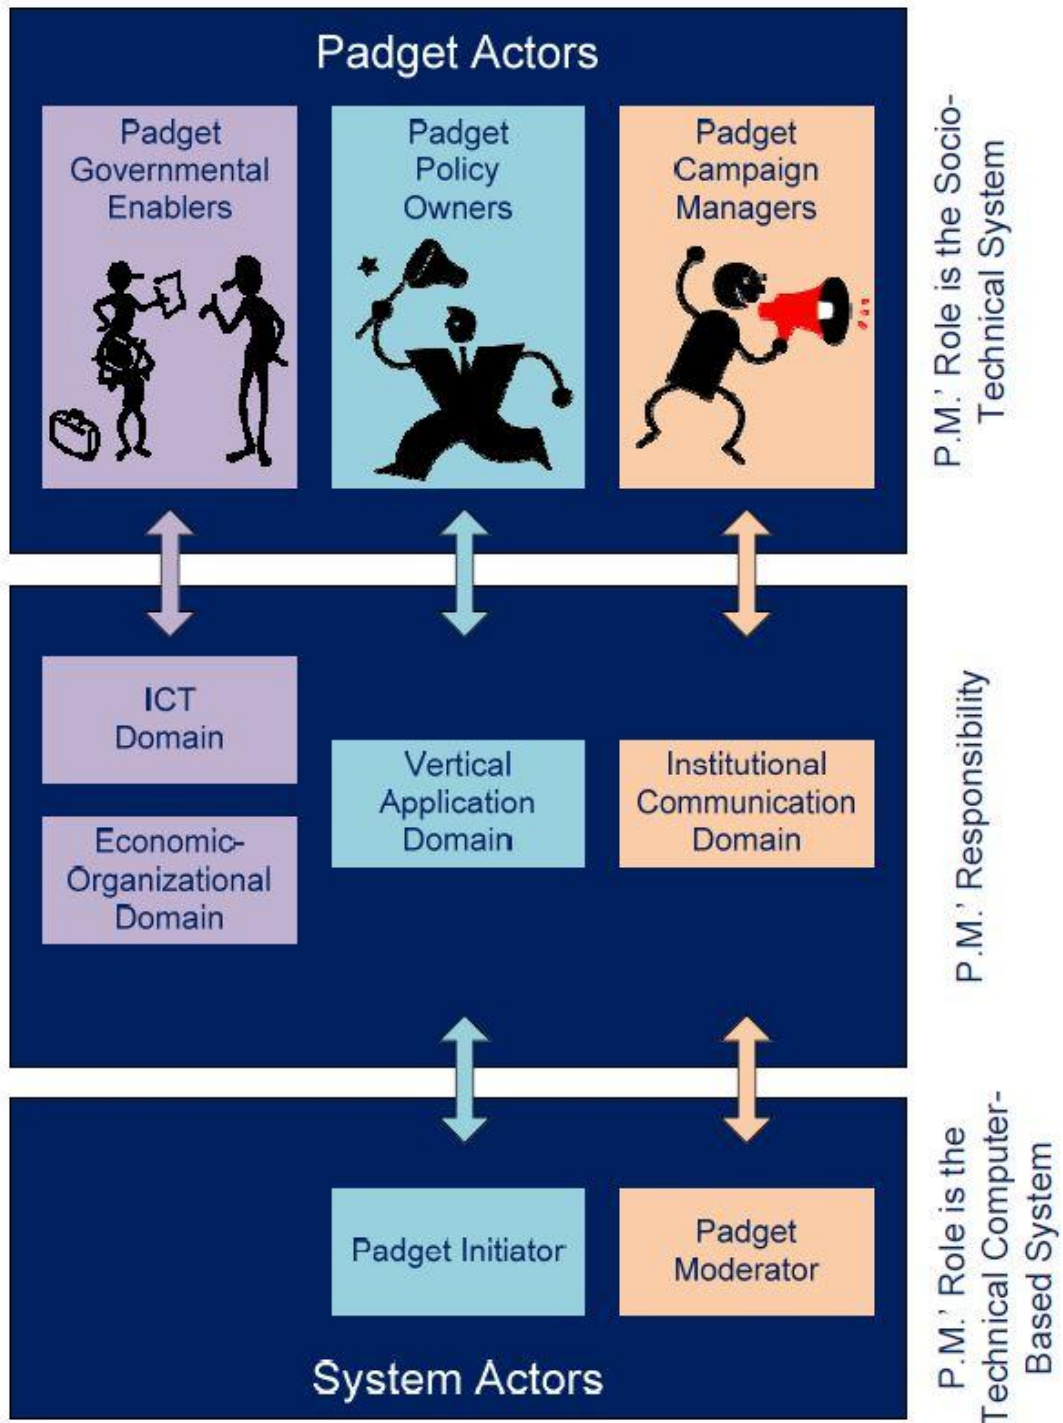 Padget Actors
Padget
Governmental
Enablers
Padget
Policy
Owners
Padget
Campaign
Managers
P.M.' Role is the Socio-
Technical System
ICT
Domain
Economic-
Organizational
Domain
Vertical
Application
Domain
Institutional
Communication
Domain
P.M.' Responsibility
Padget Initiator
Padget
Moderator
System Actors
P.M.' Role is the
Technical Computer-
Based System